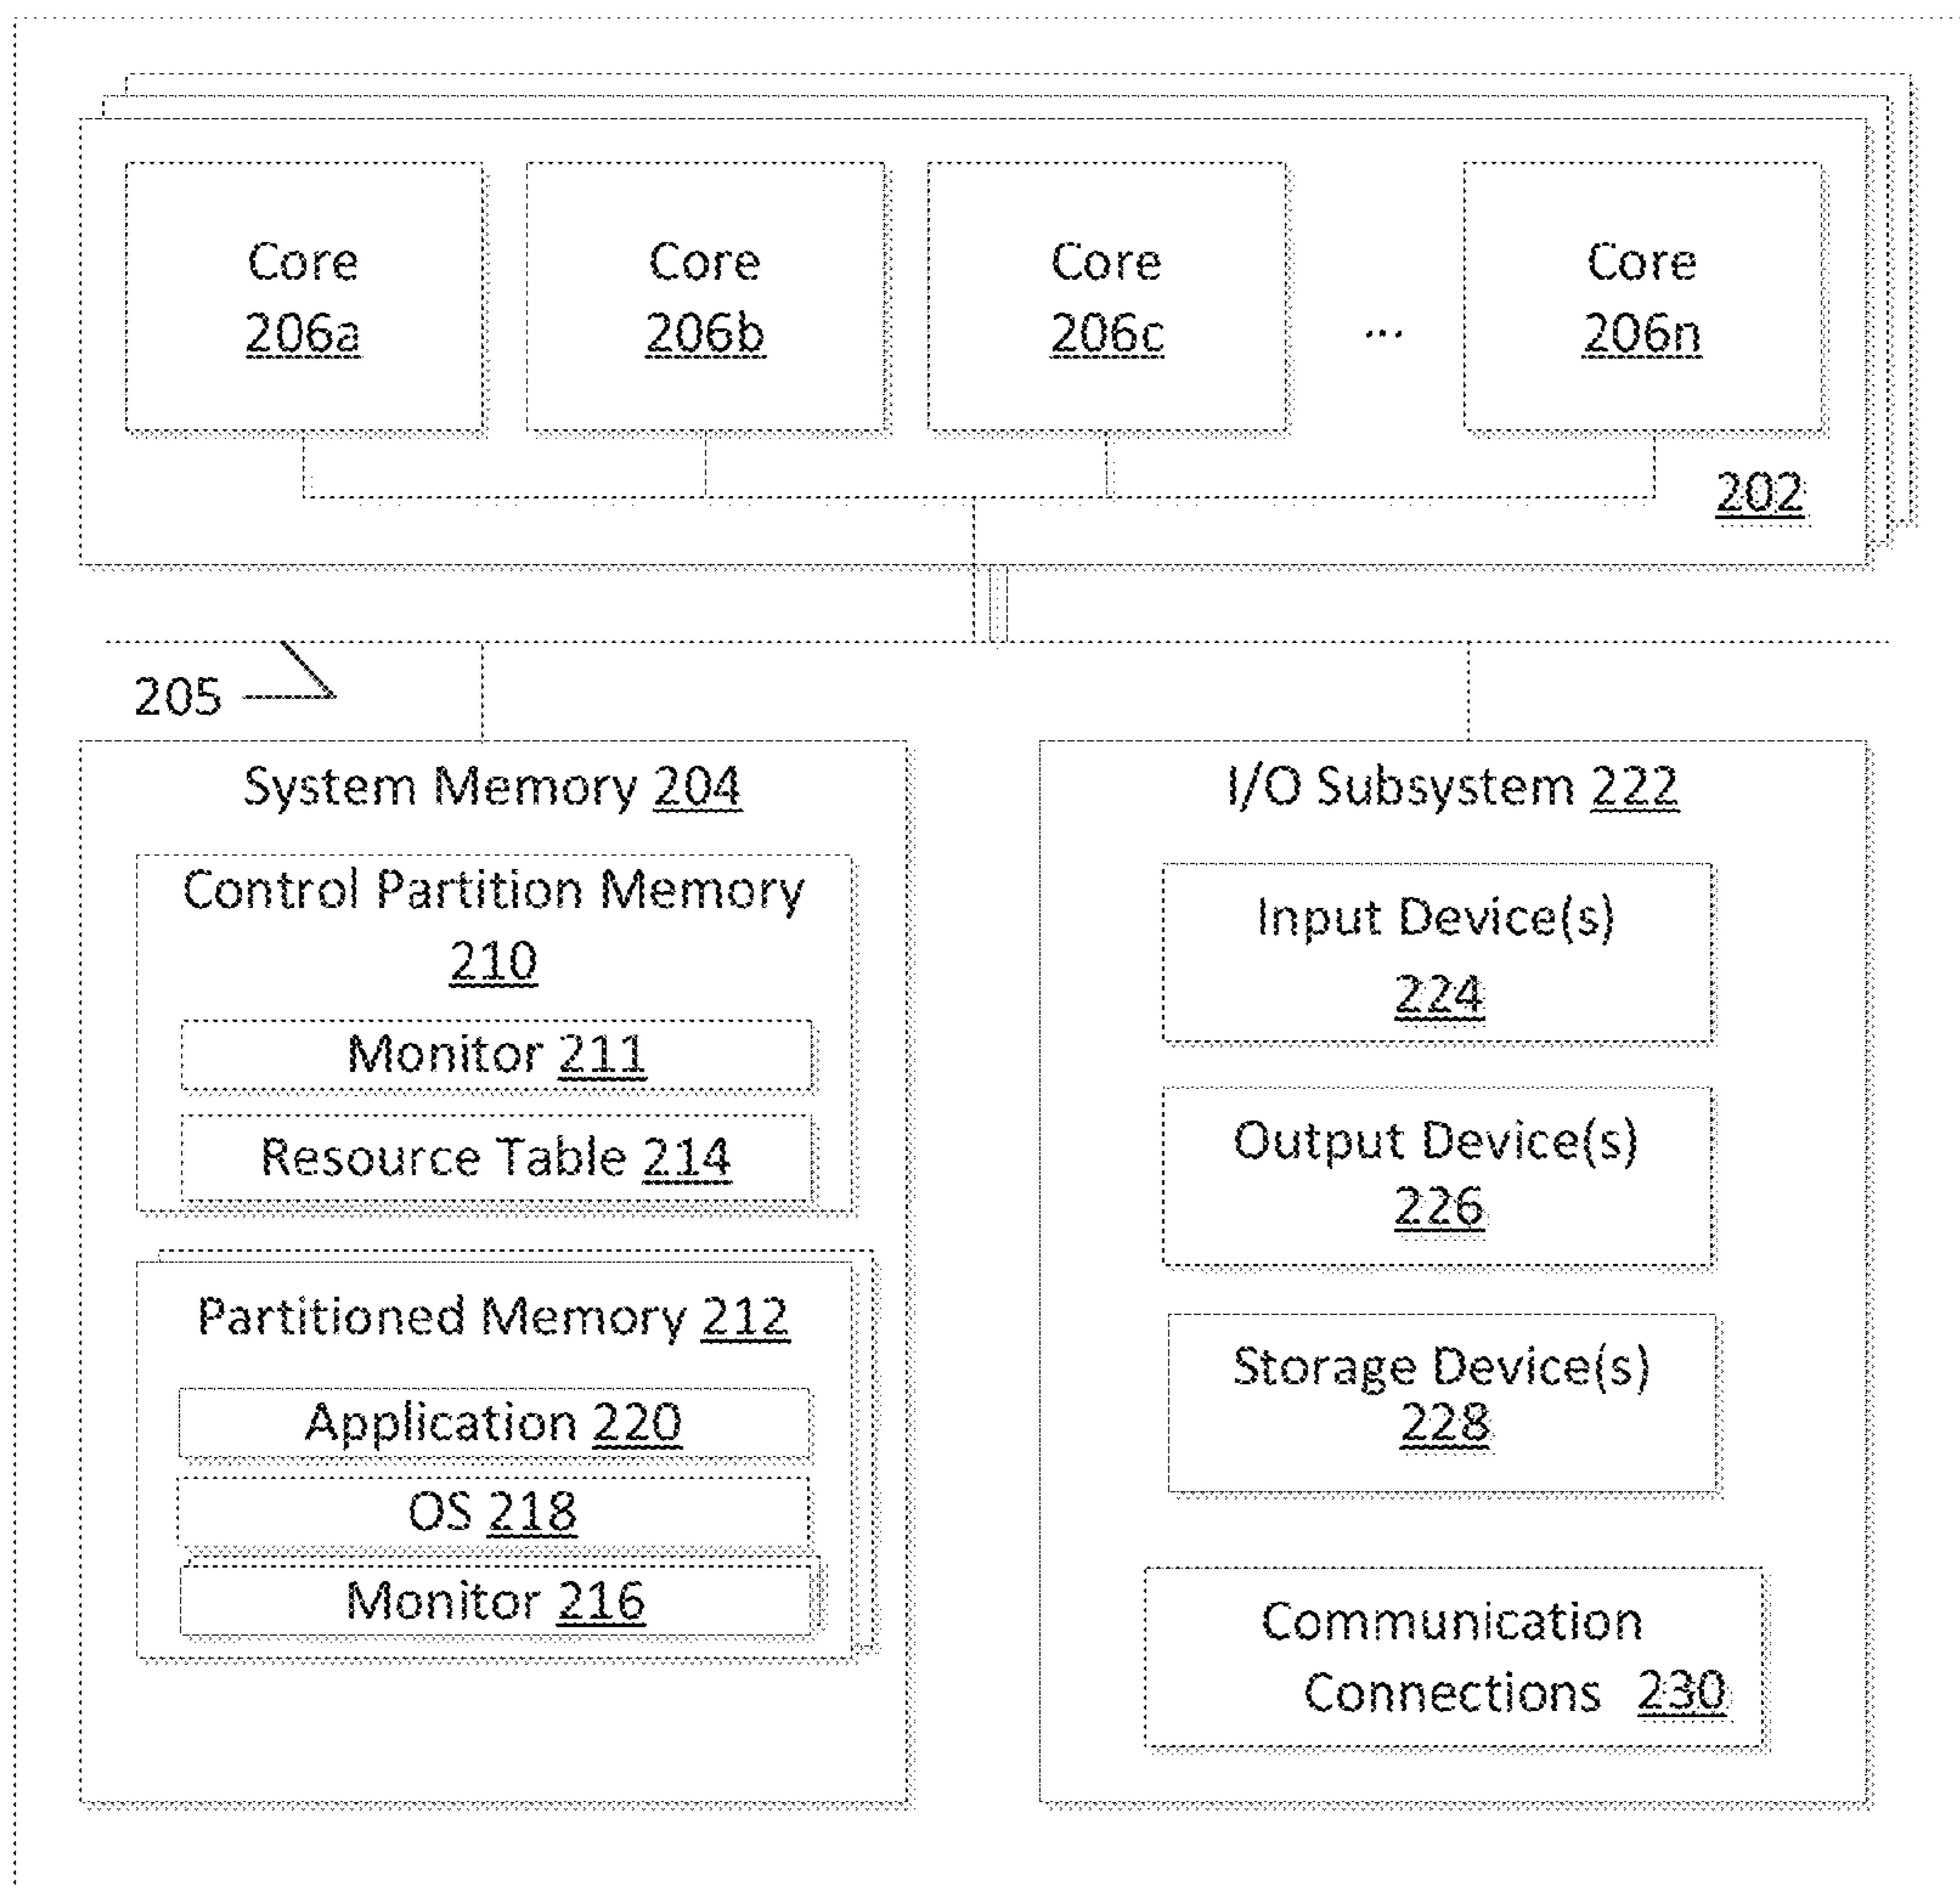 Core
206a
Core
206b
Core
206c
...
Core
206n
202
205
System Memory 204
Control Partition Memory
210
Monitor 211
Resource Table 214
Partitioned Memory 212
Application 220
OS 218
Monitor 216
I/O Subsystem 222
Input Device(s)
224
Output Device(s)
226
Storage Device(s)
228
Communication
Connections 230